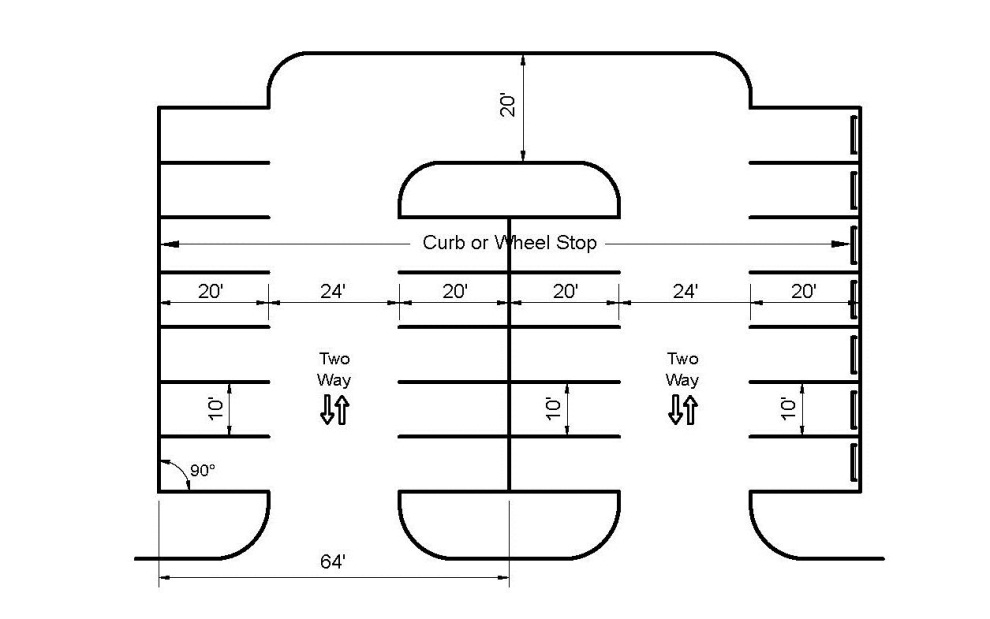 20'
Curb or Wheel Stop
20' 24' 20' 20' 24' 20'
Two
Way
Two
Way
10' 10' 10'
90°
64'